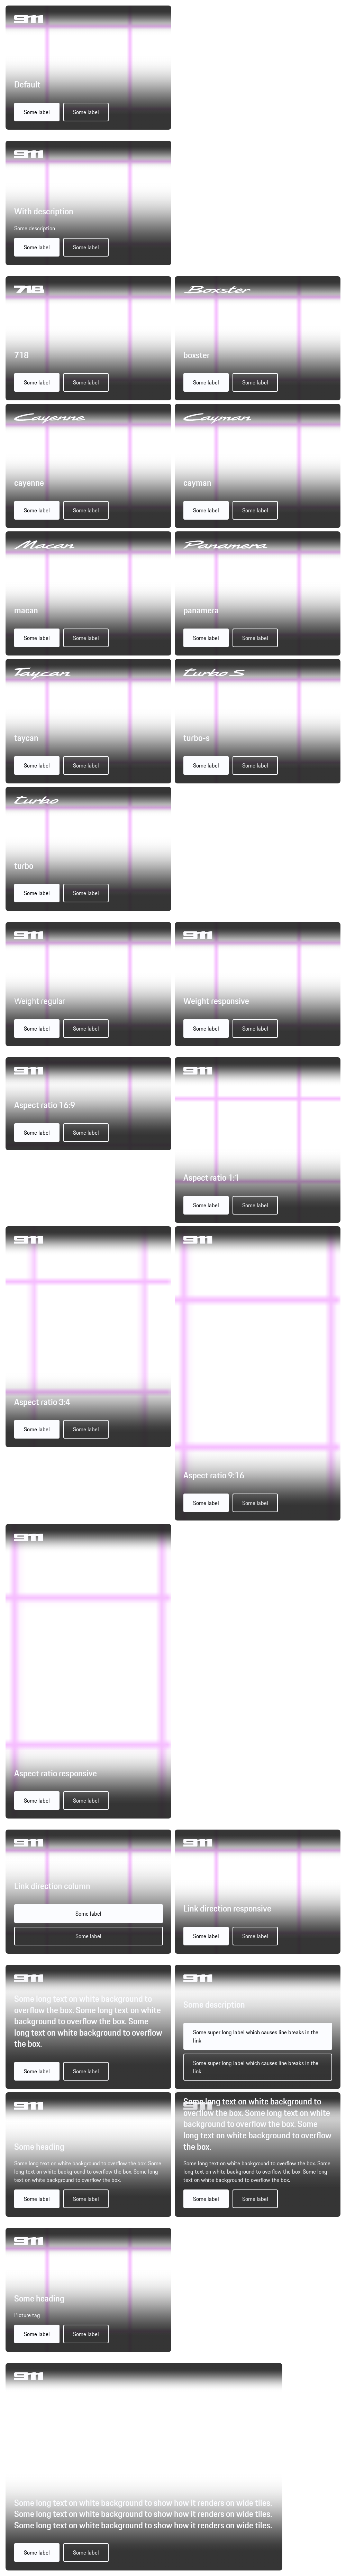 911
Default
Some label Some label
911
With description
Some description
Some label Some label
718 Boxster
718 boxster
Some label Some label Some label Some label
Cayenne Cayman
cayenne cayman
Some label Some label Some label Some label
Macan Panamera
macan panamera
Some label Some label Some label Some label
Taycan turbo S
taycan turbo-s
Some label Some label Some label Some label
turbo
turbo
Some label Some label
911 911
Weight regular Weight responsive
Some label Some label Some label Some label
911 911
Aspect ratio 16:9
Some label Some label
Aspect ratio 1:1
Some label Some label
911 911
Aspect ratio 3:4
Some label Some label
Aspect ratio 9:16
Some label Some label
911
Aspect ratio responsive
Some label Some label
911 911
Link direction column
Some label
Some label
Link direction responsive
Some label Some label
911
Some long text on white background to
overflow the box. Some long text on white
background to overflow the box. Some
long text on white background to overflow
the box.
Some label Some label
911
Some description
Some super long label which causes line breaks in the
link
Some super long label which causes line breaks in the
link
911
Some heading
Some long text on white background to overflow the box. Some
long text on white background to overflow the box. Some long
text on white background to overflow the box.
Some label Some label
911
Some long text on white background to
overflow the box. Some long text on white
background to overflow the box. Some
long text on white background to overflow
the box.
Some long text on white background to overflow the box. Some
long text on white background to overflow the box. Some long
text on white background to overflow the box.
Some label Some label
911
Some heading
Picture tag
Some label Some label
911
Some long text on white background to show how it renders on wide tiles.
Some long text on white background to show how it renders on wide tiles.
Some long text on white background to show how it renders on wide tiles.
Some label Some label